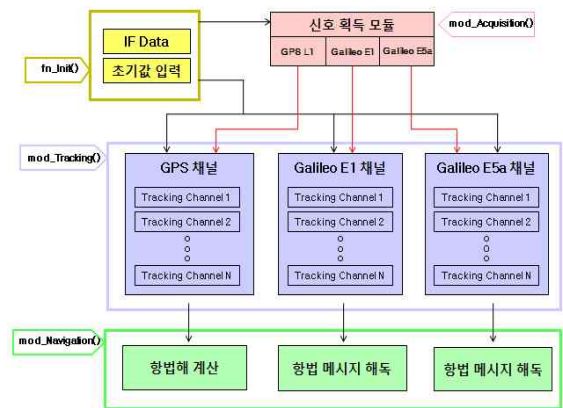 IF Data
초기값 입력
fn_Init()
신호 획득 모듈
GPS L1
Galileo E1
Galileo E5a
mod_Acquisition()
mod_Tracking()
GPS 채널
Tracking Channel 1
Tracking Channel 2
Tracking Channel N
Galileo E1 채널
Tracking Channel 1
Tracking Channel 2
Tracking Channel N
Galileo E5a 채널
Tracking Channel 1
Tracking Channel 2
Tracking Channel N
mod_Navigation()
항법해 계산
항법 메시지 해독
항법 메시지 해독